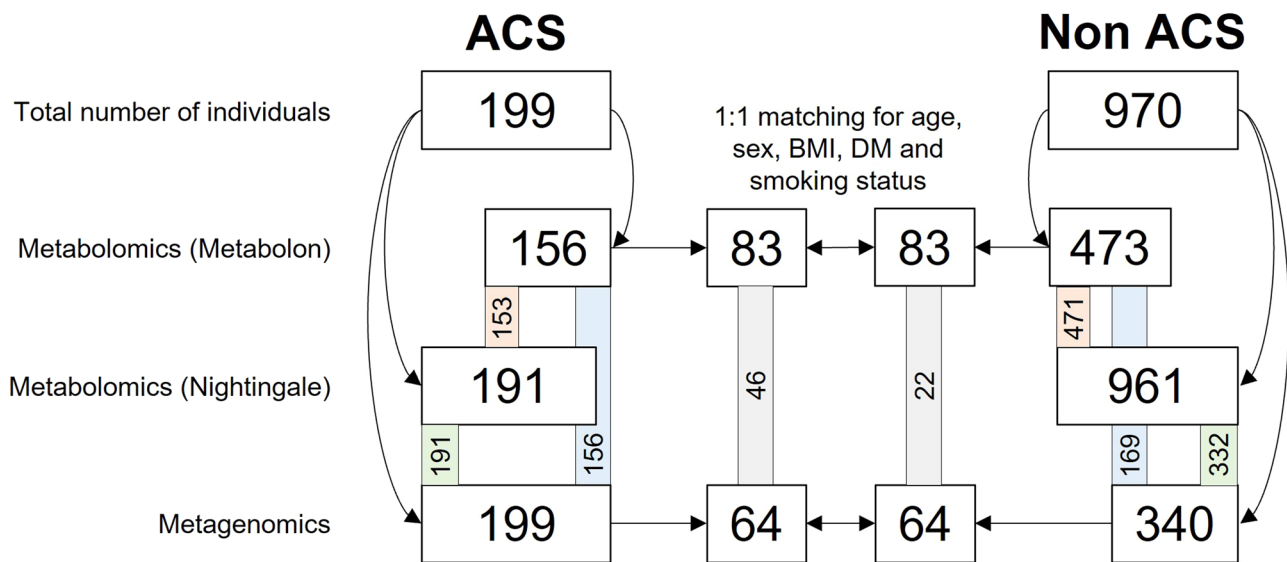 ACS
Non ACS
Total number of individuals
199
1:1 matching for age,
sex, BMI, DM and
smoking status
970
Metabolomics (Metabolon)
156
83
83
473
153
471
Metabolomics (Nightingale)
191
46
22
961
191
156
169
332
Metagenomics
199
64
64
340